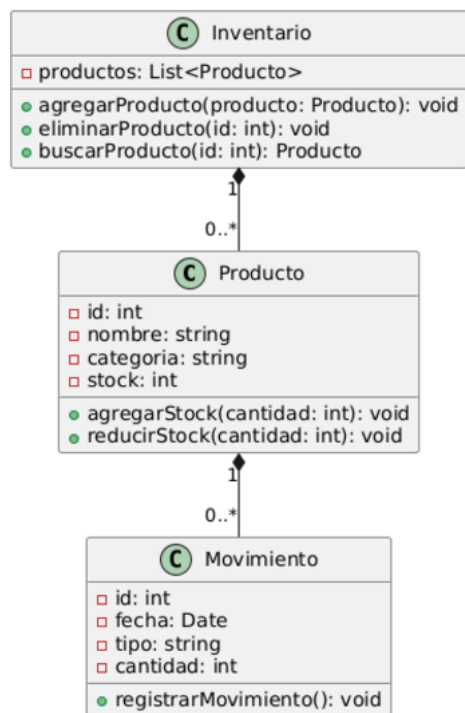 C Inventario
productos: List<Producto>
agregarProducto(producto: Producto): void
eliminarProducto(id: int): void
buscarProducto(id: int): Producto
1
0..*
C Producto
id: int
nombre: string
categoria: string
stock: int
agregarStock(cantidad: int): void
reducirStock(cantidad: int): void
1
0..*
C Movimiento
id: int
fecha: Date
tipo: string
cantidad: int
registrarMovimiento(): void